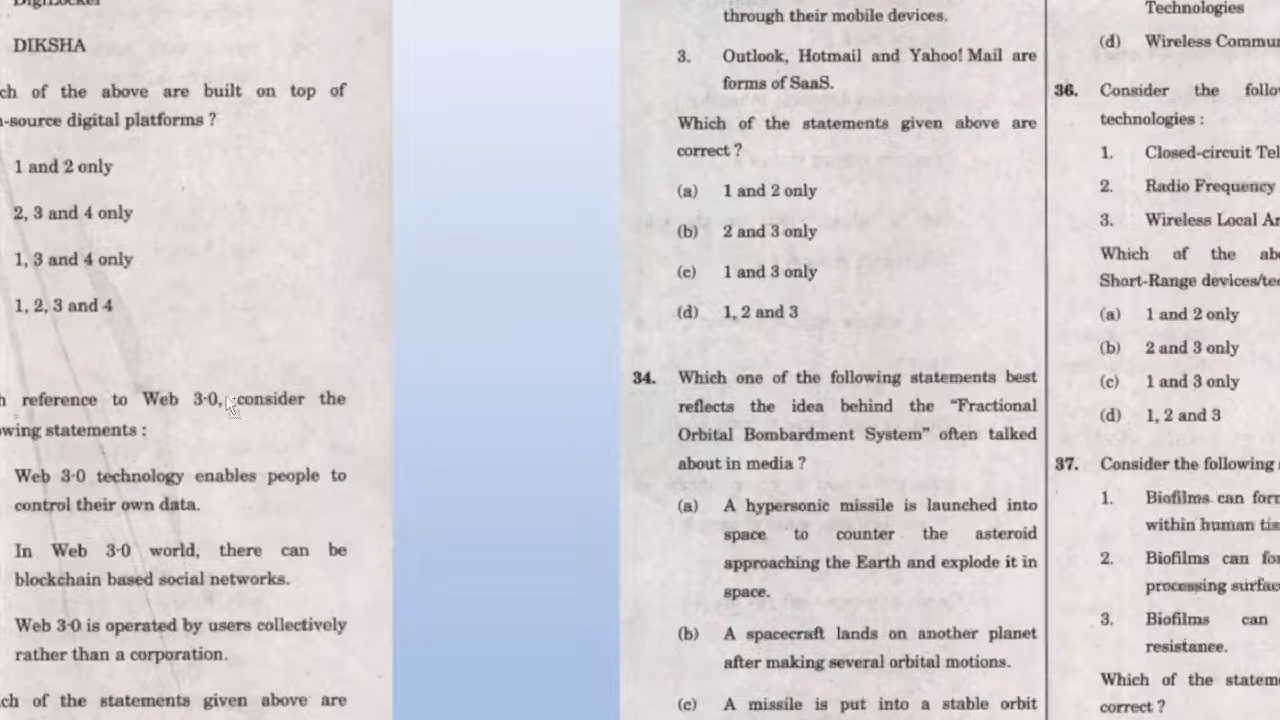 DIKSHA
ch of the above are built on top of
-source digital platforms ?
1 and 2 only
2, 3 and 4 only
1, 3 and 4 only
1, 2, 3 and 4
h reference to Web 3·0, consider the
wing statements :
Web 3·0 technology enables people to
control their own data.
In Web 3·0 world, there can be
blockchain based social networks.
Web 3·0 is operated by users collectively
rather than a corporation.
ch of the statements given above are
through their mobile devices.
3. Outlook, Hotmail and Yahoo! Mail are
forms of SaaS.
Which of the statements given above are
correct ?
(a) 1 and 2 only
(b) 2 and 3 only
(c) 1 and 3 only
(d) 1, 2 and 3
34. Which one of the following statements best
reflects the idea behind the “Fractional
Orbital Bombardment System” often talked
about in media ?
(a) A hypersonic missile is launched into
space to counter the asteroid
approaching the Earth and explode it in
space.
(b) A spacecraft lands on another planet
after making several orbital motions.
(c) A missile is put into a stable orbit
Technologies
(d) Wireless Commu
36. Consider the follow
technologies :
1. Closed-circuit Tel
2. Radio Frequency
3. Wireless Local Ar
Which of the abo
Short-Range devices/tec
(a) 1 and 2 only
(b) 2 and 3 only
(c) 1 and 3 only
(d) 1, 2 and 3
37. Consider the following
1. Biofilms can form
within human tis
2. Biofilms can fo
processing surfac
3. Biofilms can
resistance.
Which of the statem
correct ?